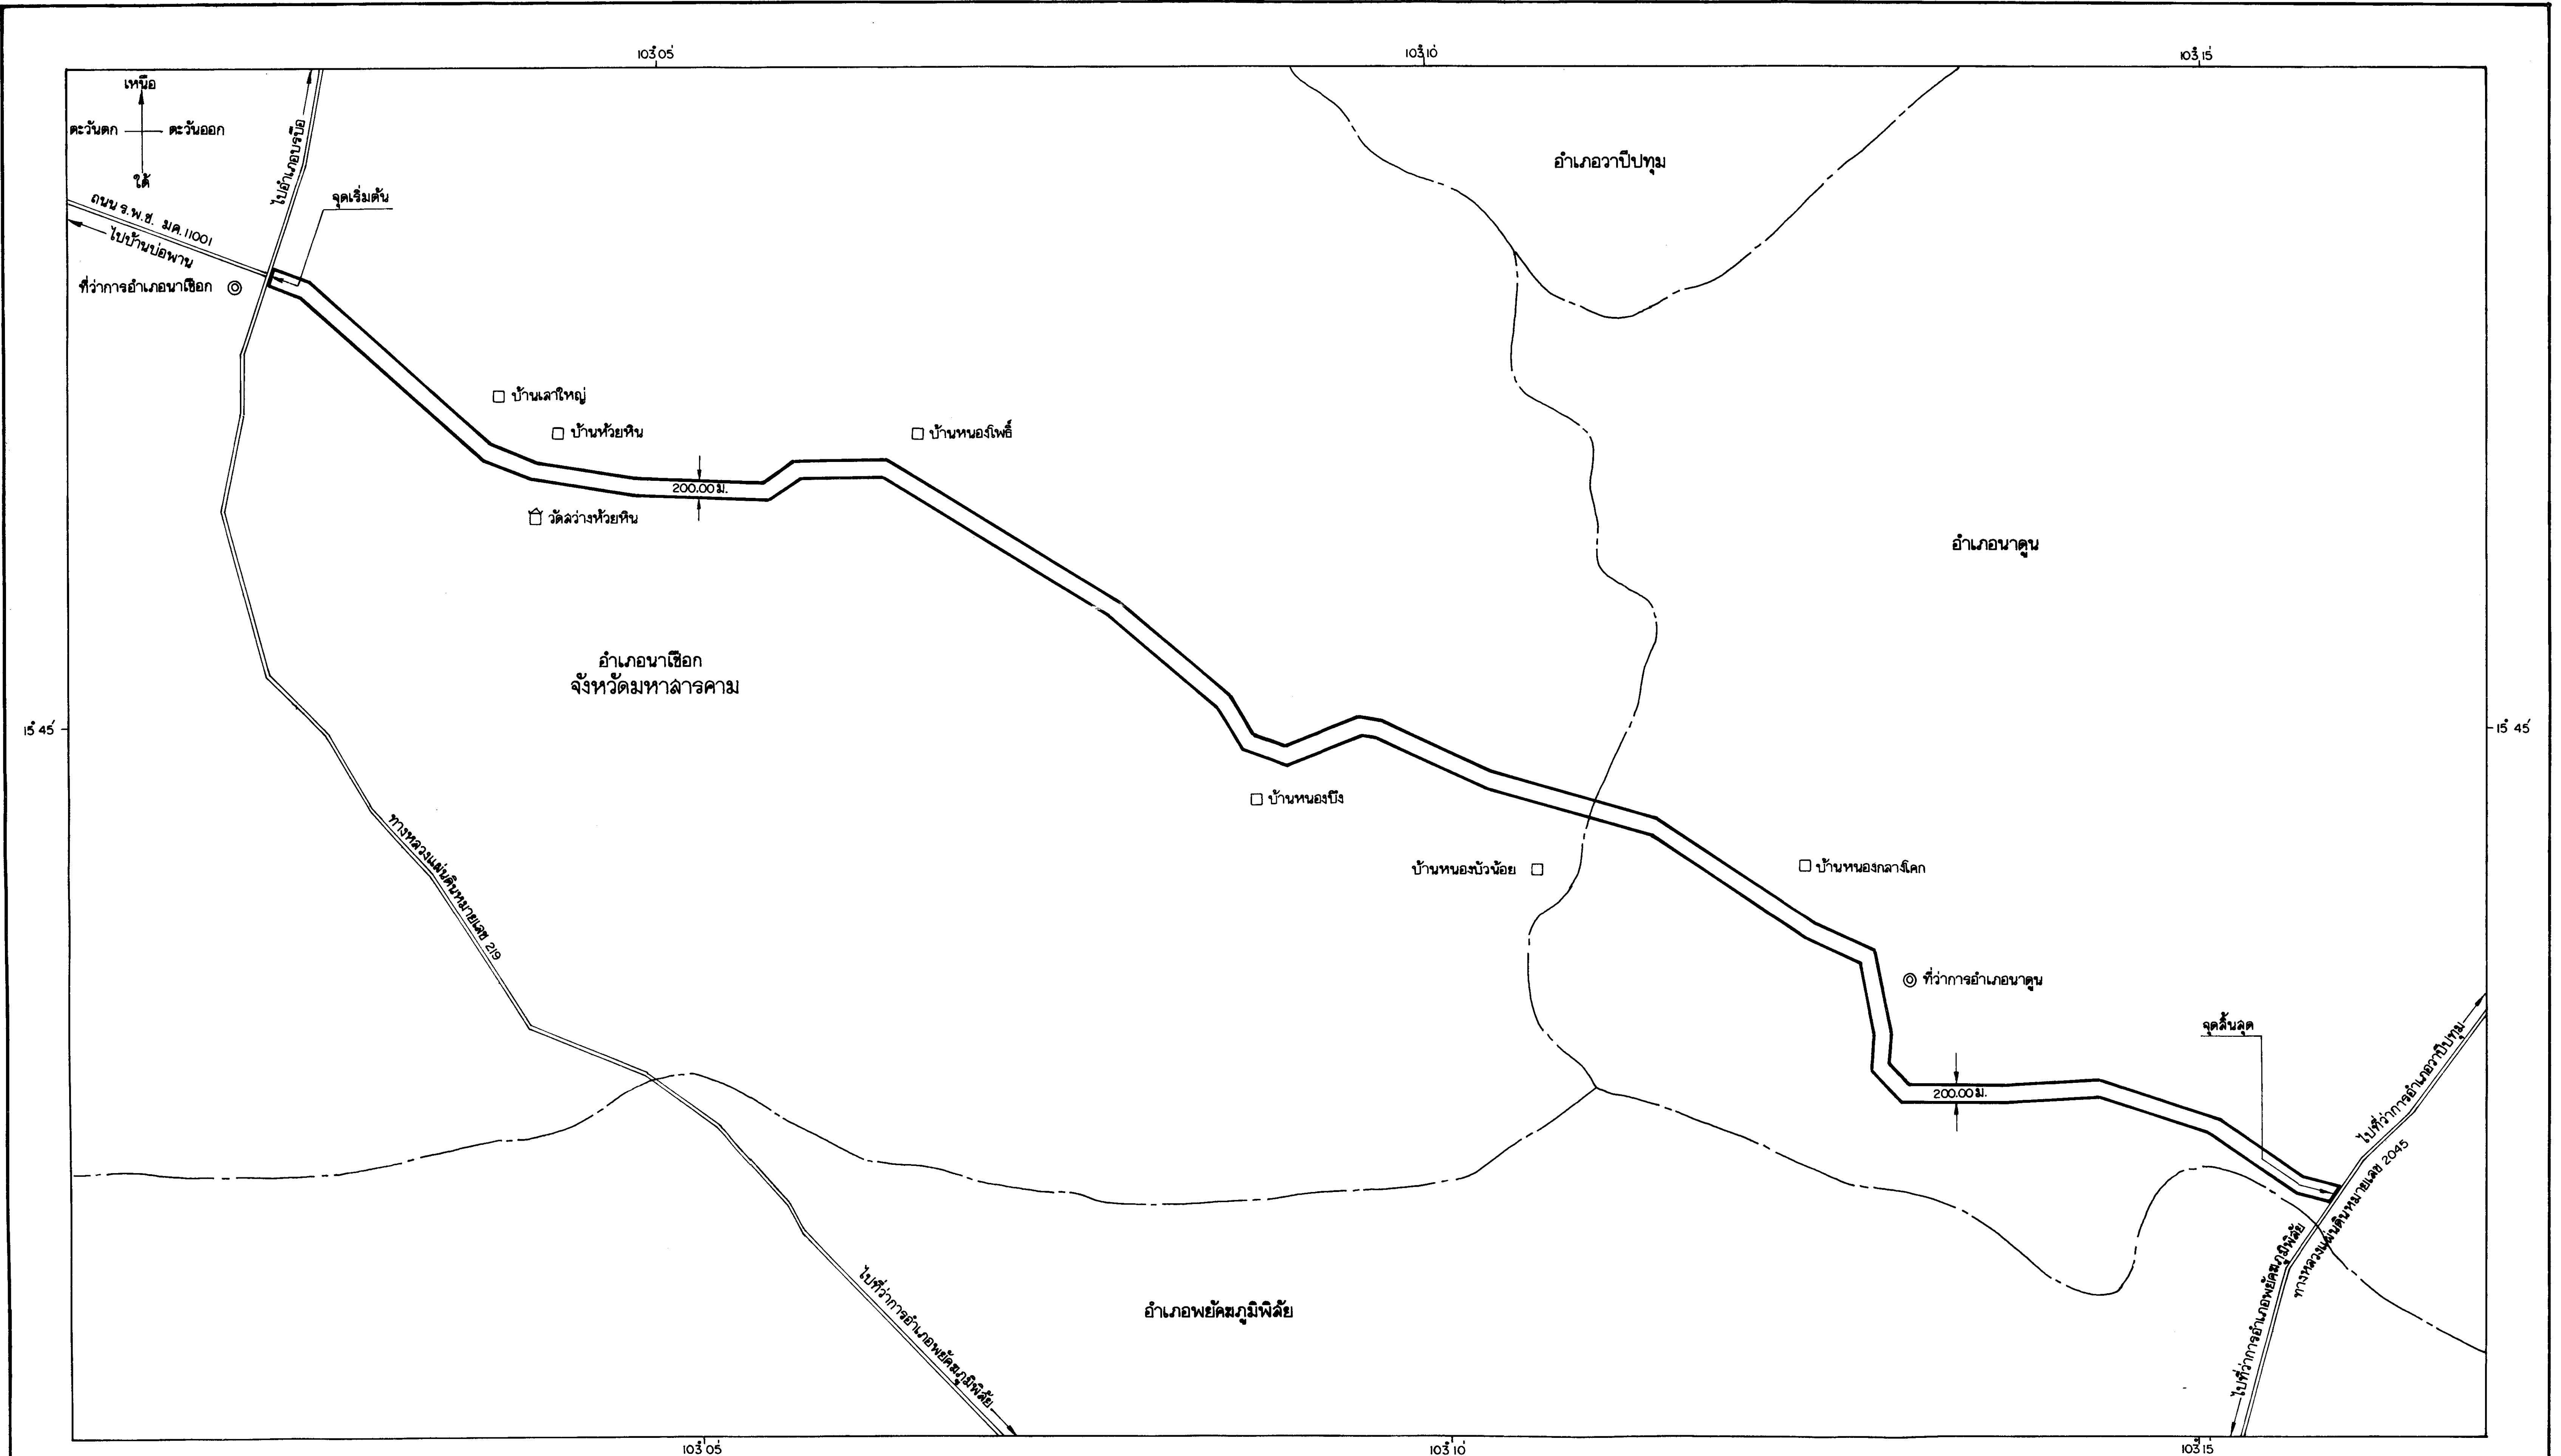 103° 05'
103° 10'
103° 15'
เหนือ
ตะวันตก
ตะวันออก
ใต้
ไปอำเภอบรบือ
อำเภอวาปีปทุม
จุดเริ่มต้น
ถนน ร.พ.ช. มค. 11001
ไปบ้านบ่อพาน
ที่ว่าการอำเภอนาเชือก
บ้านเลาใหญ่
บ้านห้วยหิน
บ้านหนองโพธิ์
200.00 ม.
วัดสว่างห้วยหิน
อำเภอนาดูน
อำเภอนาเชือก
จังหวัดมหาสารคาม
15° 45'
15° 45'
บ้านหนองบึง
ทางหลวงแผ่นดินหมายเลข 219
บ้านหนองบัวน้อย
บ้านหนองกลางโคก
ที่ว่าการอำเภอนาดูน
จุดสิ้นสุด
200.00 ม.
ไปที่ว่าการอำเภอวาปีปทุม
ทางหลวงแผ่นดินหมายเลข 2045
ไปที่ว่าการอำเภอพยัคฆภูมิพิสัย
อำเภอพยัคฆภูมิพิสัย
ไปที่ว่าการอำเภอพยัคฆภูมิพิสัย
103° 05'
103° 10'
103° 15'